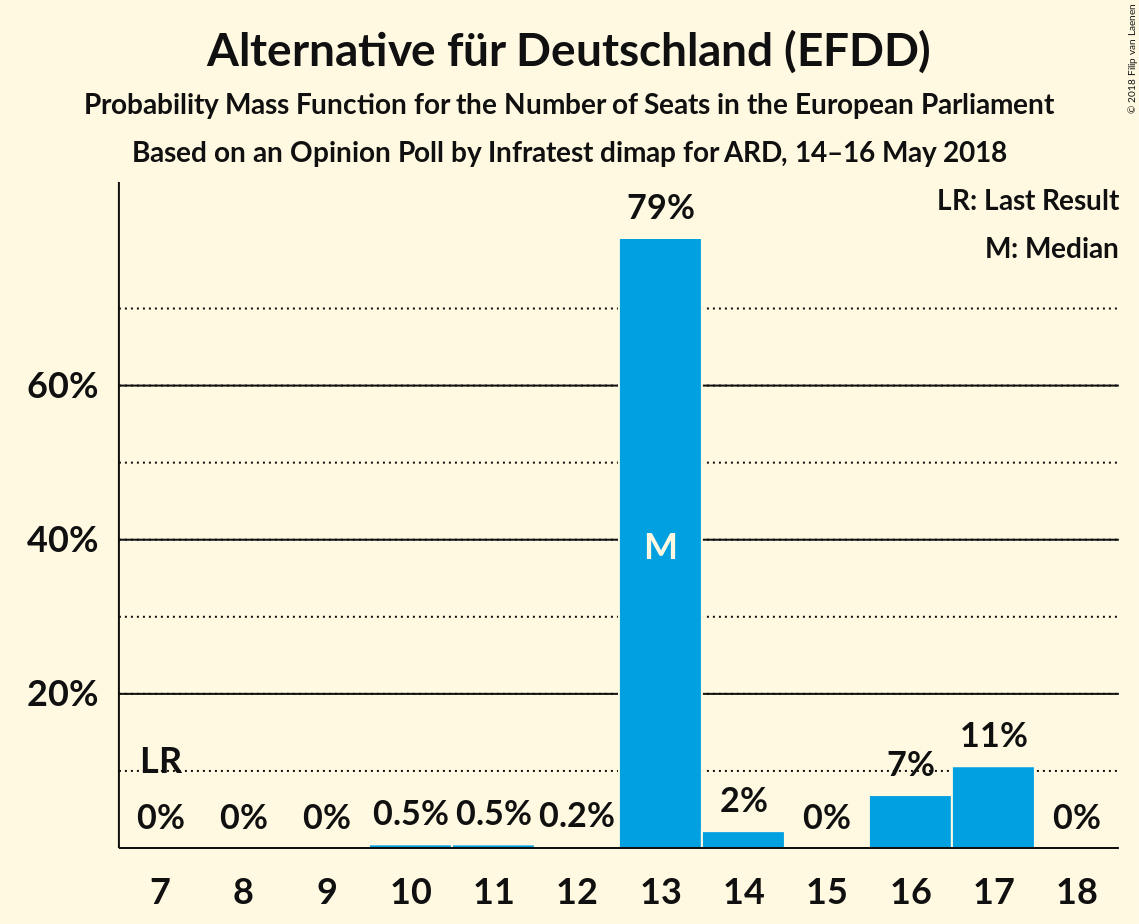 Alternative für Deutschland (EFDD)
Probability Mass Function for the Number of Seats in the European Parliament
Based on an Opinion Poll by Infratest dimap for ARD, 14–16 May 2018
© 2018 Filip van Laenen
LR: Last Result
M: Median
79%
60%
40%
20%
M
LR
0%
0%
0%
0.5%
0.5%
0.2%
2%
0%
7%
11%
0%
7 8 9 10 11 12 13 14 15 16 17 18